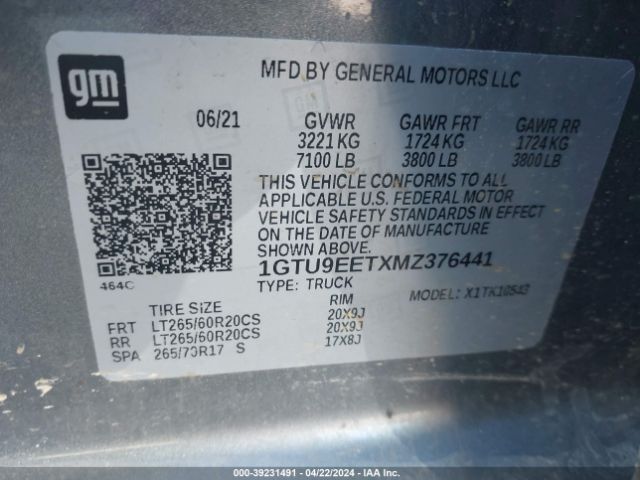 gm
MFD BY GENERAL MOTORS LLC
06/21 GVWR GAWR FRT GAWR RR
3221 KG 1724 KG 1724 KG
7100 LB 3800 LB 3800 LB
THIS VEHICLE CONFORMS TO ALL
APPLICABLE U.S. FEDERAL MOTOR
VEHICLE SAFETY STANDARDS IN EFFECT
ON THE DATE OF MANUFACTURE
SHOWN ABOVE.
1GTU9EETXMZ376441
464C
TYPE: TRUCK MODEL: X1TK10543
TIRE SIZE RIM
FRT LT265/60R20CS 20X9J
RR LT265/60R20CS 20X9J
SPA 265/70R17 S 17X8J
000-39231491 - 04/22/2024 - IAAI.COM